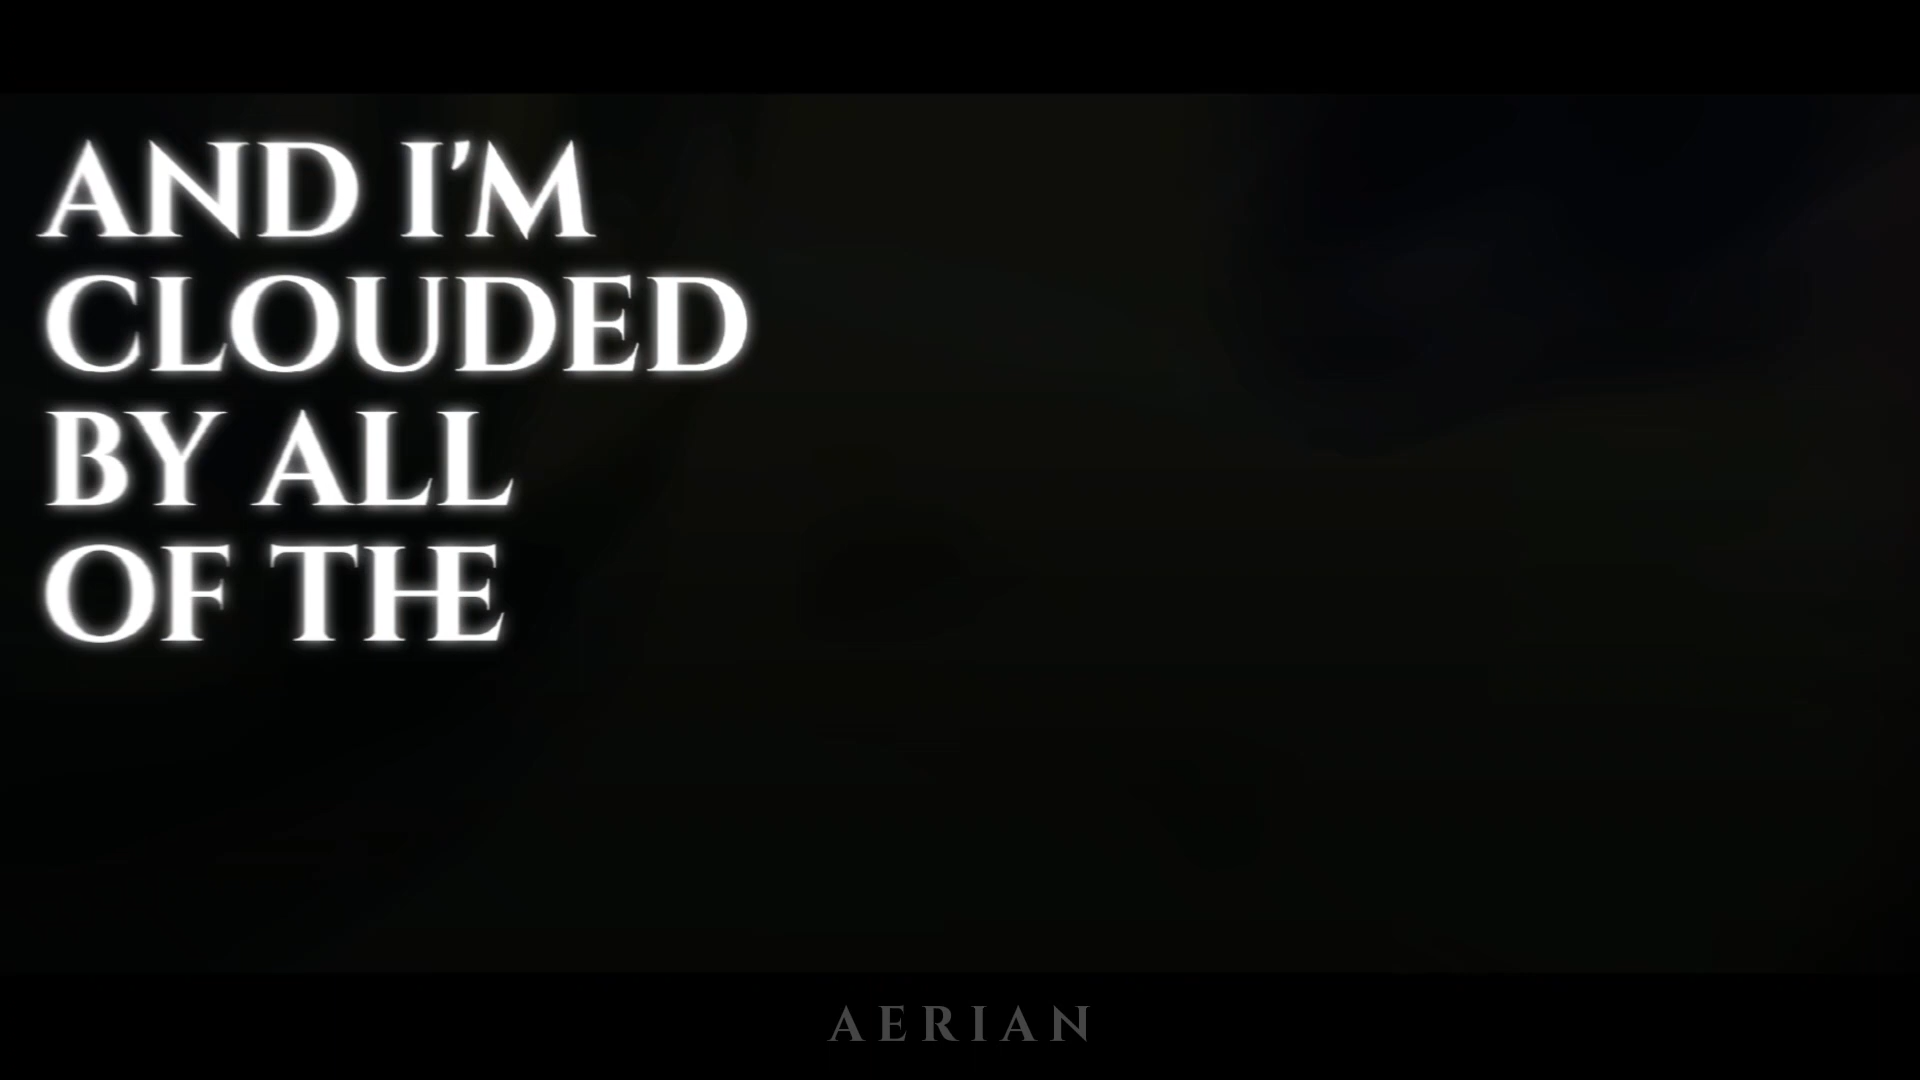 AND I'M
CLOUDED
BY ALL
OF THE
AERIAN